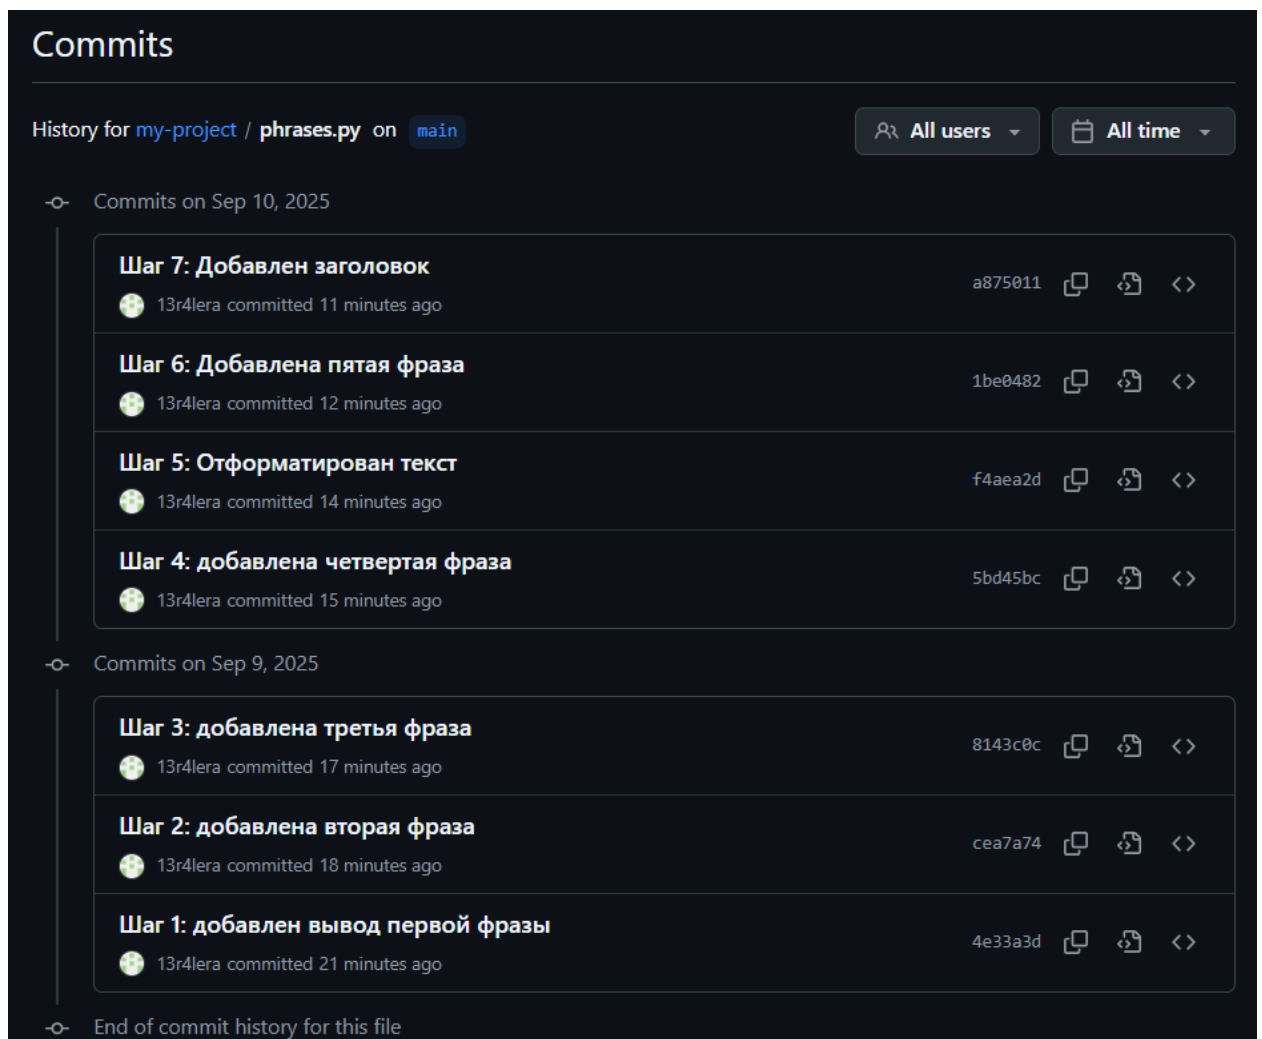 Commits
History for my-project / phrases.py on main
All users
All time
Commits on Sep 10, 2025
Шаг 7: Добавлен заголовок
13r4lera committed 11 minutes ago
a875011
Шаг 6: Добавлена пятая фраза
13r4lera committed 12 minutes ago
1be0482
Шаг 5: Отформатирован текст
13r4lera committed 14 minutes ago
f4aea2d
Шаг 4: добавлена четвертая фраза
13r4lera committed 15 minutes ago
5bd45bc
Commits on Sep 9, 2025
Шаг 3: добавлена третья фраза
13r4lera committed 17 minutes ago
8143c0c
Шаг 2: добавлена вторая фраза
13r4lera committed 18 minutes ago
cea7a74
Шаг 1: добавлен вывод первой фразы
13r4lera committed 21 minutes ago
4e33a3d
End of commit history for this file